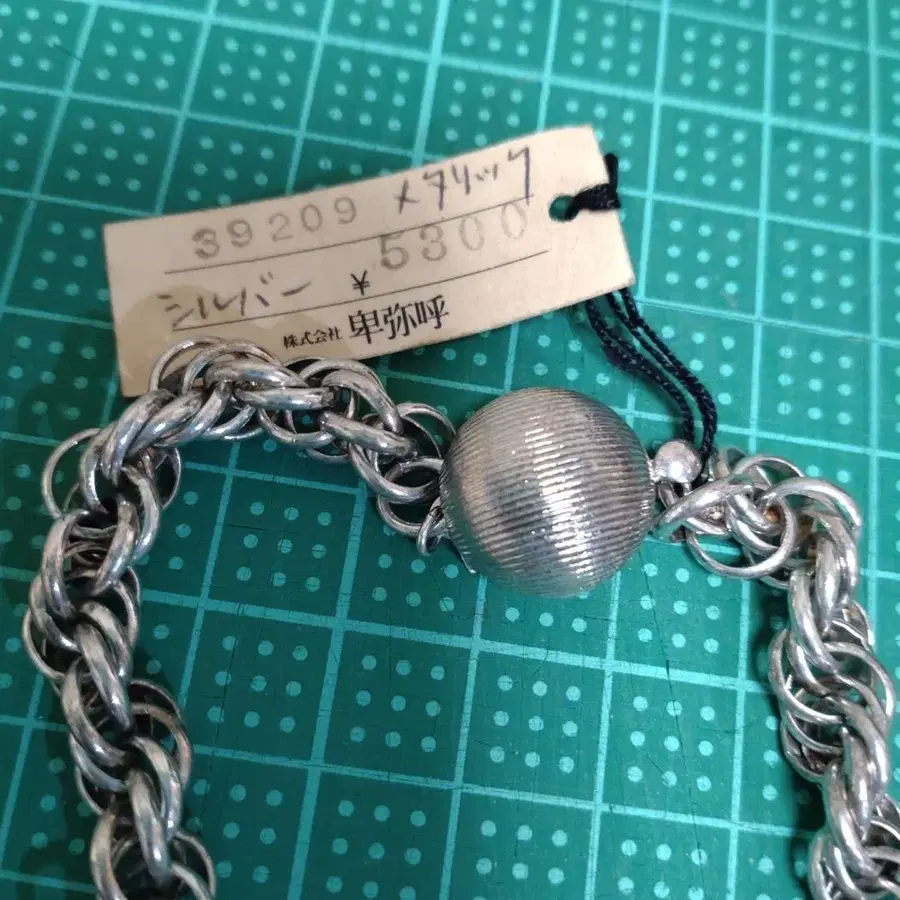 39209 メタリック
シルバー ¥ 5300
株式会社 卑弥呼